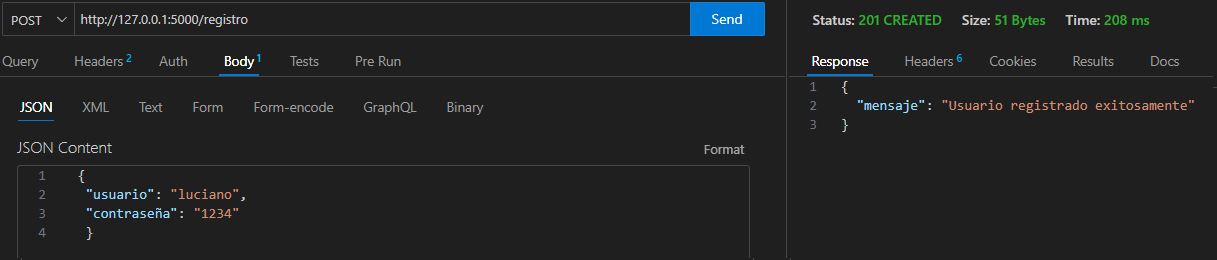 POST http://127.0.0.1:5000/registro Send
Query Headers 2 Auth Body 1 Tests Pre Run
JSON XML Text Form Form-encode GraphQL Binary
JSON Content Format
1 {
2 "usuario": "luciano",
3 "contraseña": "1234"
4 }
Status: 201 CREATED Size: 51 Bytes Time: 208 ms
Response Headers 6 Cookies Results Docs
1 {
2 "mensaje": "Usuario registrado exitosamente"
3 }